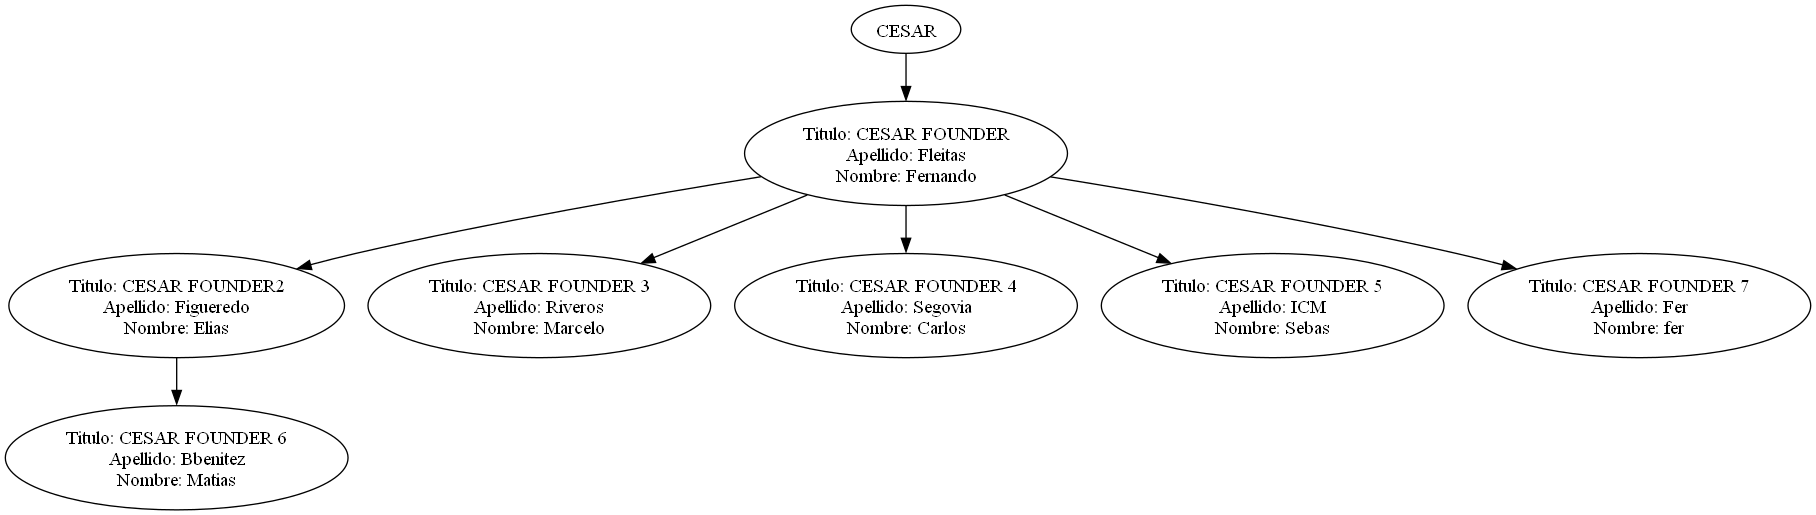 CESAR
Titulo: CESAR FOUNDER
Apellido: Fleitas
Nombre: Fernando
Titulo: CESAR FOUNDER2
Apellido: Figueredo
Nombre: Elias
Titulo: CESAR FOUNDER 3
Apellido: Riveros
Nombre: Marcelo
Titulo: CESAR FOUNDER 4
Apellido: Segovia
Nombre: Carlos
Titulo: CESAR FOUNDER 5
Apellido: ICM
Nombre: Sebas
Titulo: CESAR FOUNDER 7
Apellido: Fer
Nombre: fer
Titulo: CESAR FOUNDER 6
Apellido: Bbenitez
Nombre: Matias